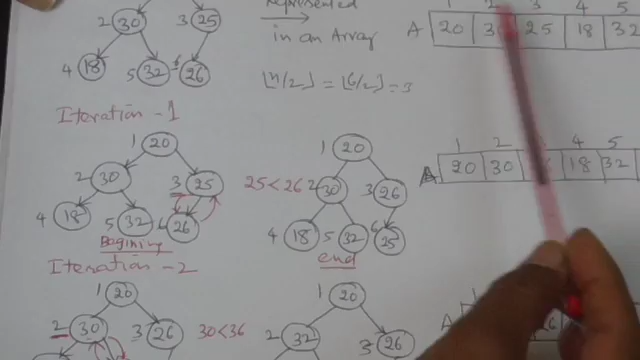 2 30 3 25
4 18 5 32 6 26
Represented
in an Array
⌊n/2⌋ = ⌊6/2⌋ = 3
1 2 3 4 5
A 20 30 25 18 32
Iteration -1
1 20
2 30 3 25
4 18 5 32 6 26
Begining
25 < 26
1 20
2 30 3 26
4 18 5 32 6 25
end
1 2 4 5
A 20 30 18 32
Iteration -2
1 20
2 30 3 26
30 < 36
1 20
2 32 3 26
A